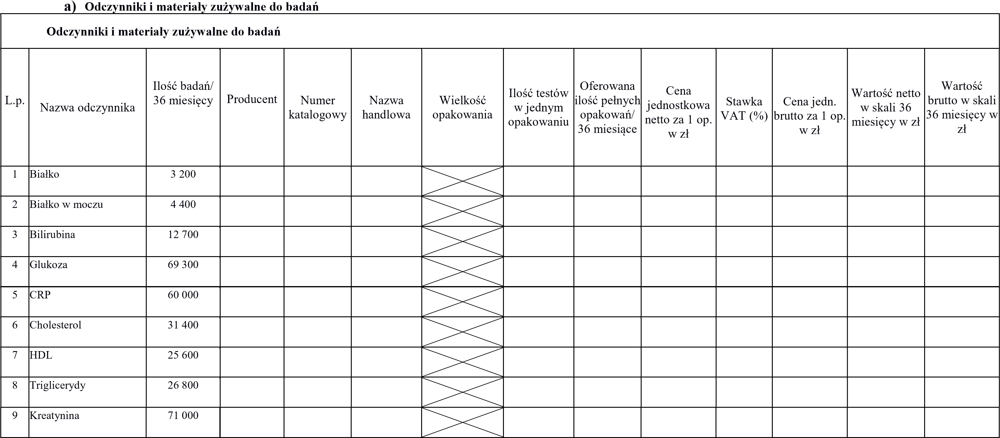 a) Odczynniki i materiały zużywalne do badań
Odczynniki i materiały zużywalne do badań
L.p.
Nazwa odczynnika
Ilość badań/
36 miesięcy
Producent
Numer
katalogowy
Nazwa
handlowa
Wielkość
opakowania
Ilość testów
w jednym
opakowaniu
Oferowana
ilość pełnych
opakowań/
36 miesiące
Cena
jednostkowa
netto za 1 op.
w zł
Stawka
VAT (%)
Cena jedn.
brutto za 1 op.
w zł
Wartość netto
w skali 36
miesięcy w zł
Wartość
brutto w skali
36 miesięcy w
zł
1 Białko 3 200
2 Białko w moczu 4 400
3 Bilirubina 12 700
4 Glukoza 69 300
5 CRP 60 000
6 Cholesterol 31 400
7 HDL 25 600
8 Triglicerydy 26 800
9 Kreatynina 71 000